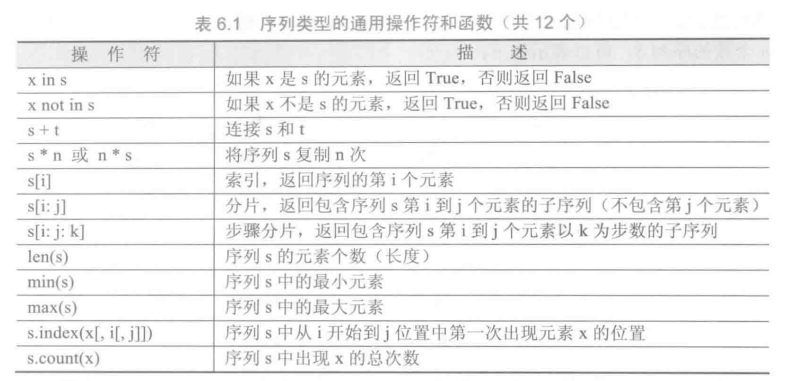 表 6.1 序列类型的通用操作符和函数（共 12 个）
操 作 符 描 述
x in s 如果 x 是 s 的元素，返回 True，否则返回 False
x not in s 如果 x 不是 s 的元素，返回 True，否则返回 False
s + t 连接 s 和 t
s * n 或 n * s 将序列 s 复制 n 次
s[i] 索引，返回序列的第 i 个元素
s[i: j] 分片，返回包含序列 s 第 i 到 j 个元素的子序列（不包含第 j 个元素）
s[i: j: k] 步骤分片，返回包含序列 s 第 i 到 j 个元素以 k 为步数的子序列
len(s) 序列 s 的元素个数（长度）
min(s) 序列 s 中的最小元素
max(s) 序列 s 中的最大元素
s.index(x[, i[, j]]) 序列 s 中从 i 开始到 j 位置中第一次出现元素 x 的位置
s.count(x) 序列 s 中出现 x 的总次数